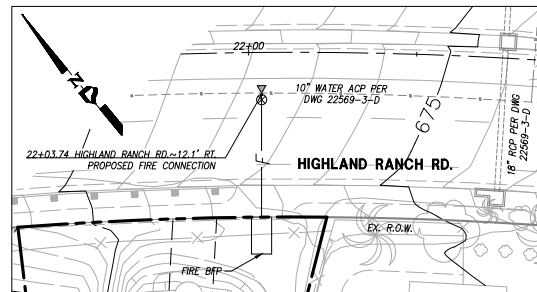 22+00
10" WATER ACP PER
DWG 22569-3-D
N
675
18" RCP PER DWG
22569-3-D
22+03.74 HIGHLAND RANCH RD.~12.1' RT.
PROPOSED FIRE CONNECTION
F
HIGHLAND RANCH RD.
EX. R.O.W.
FIRE BFP